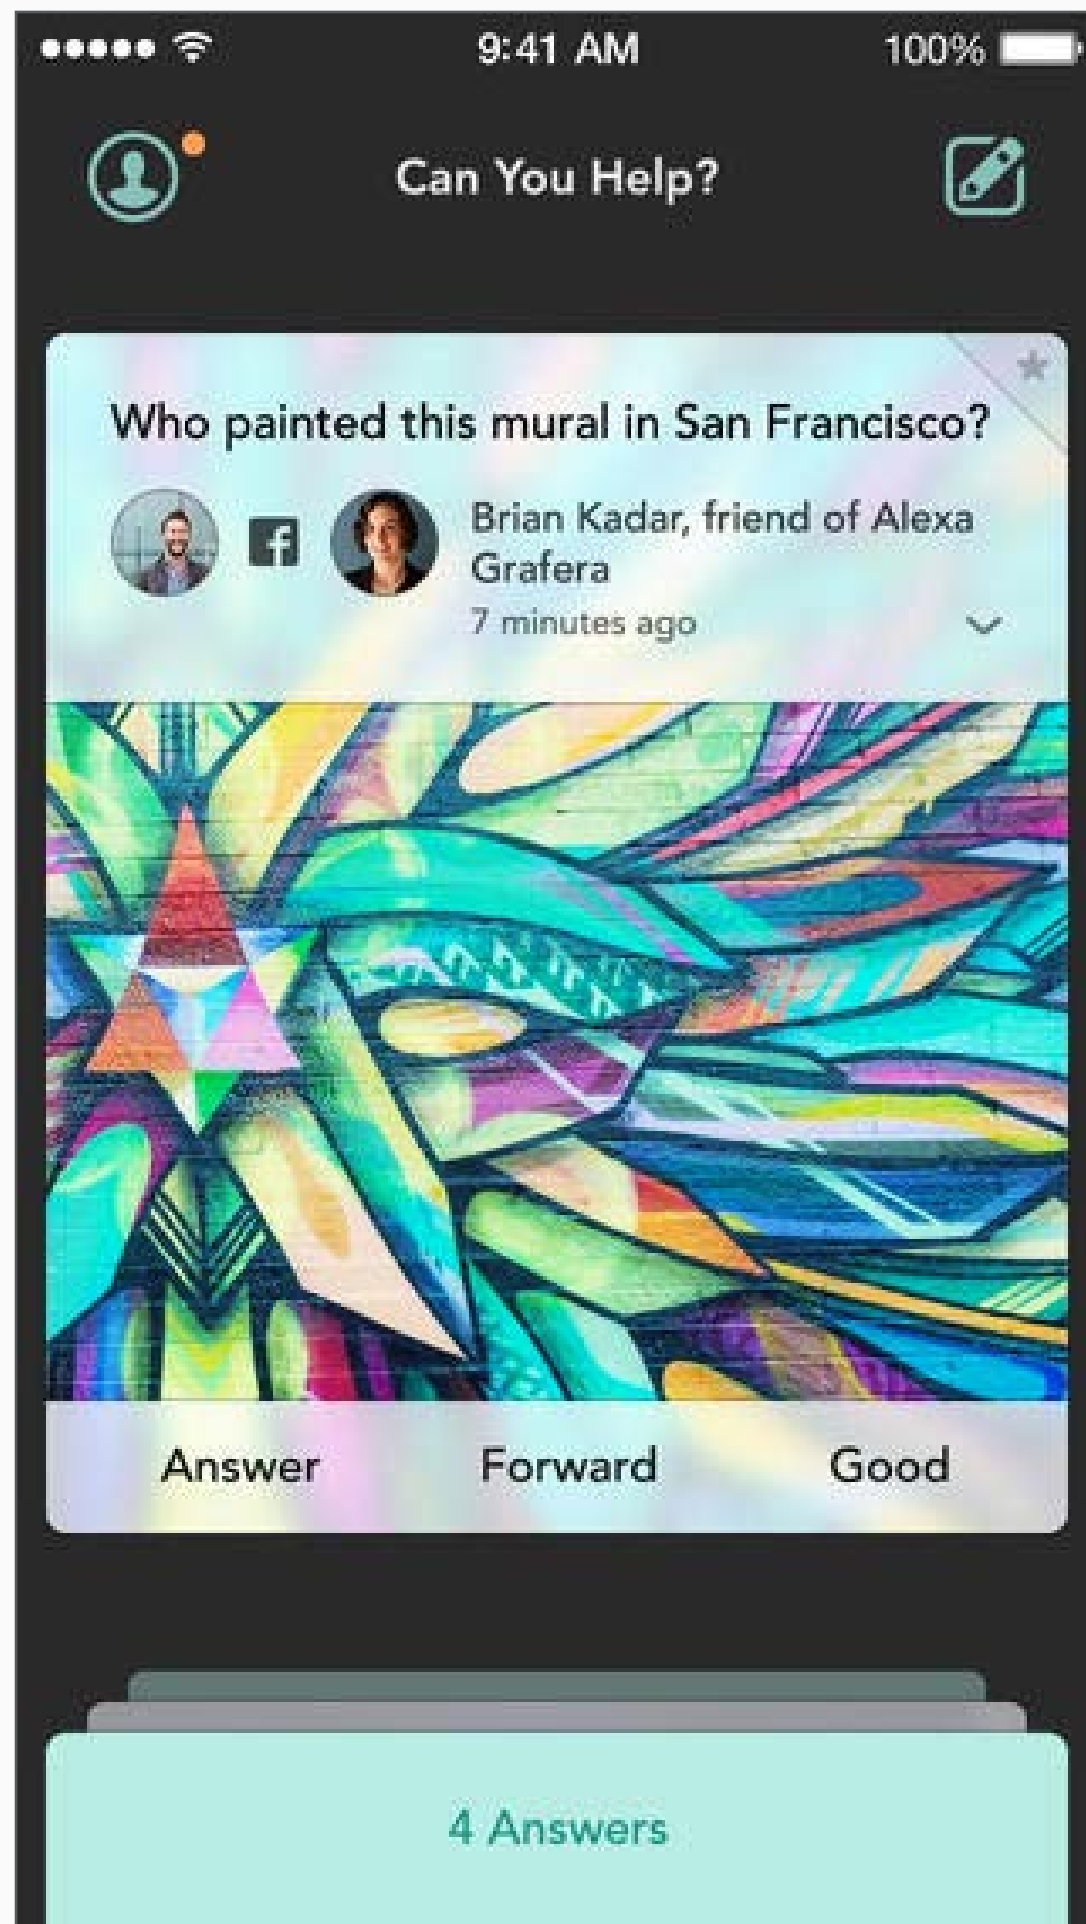 9:41 AM
100%
Can You Help?
Who painted this mural in San Francisco?
f
Brian Kadar, friend of Alexa
Grafera
7 minutes ago
Answer
Forward
Good
4 Answers